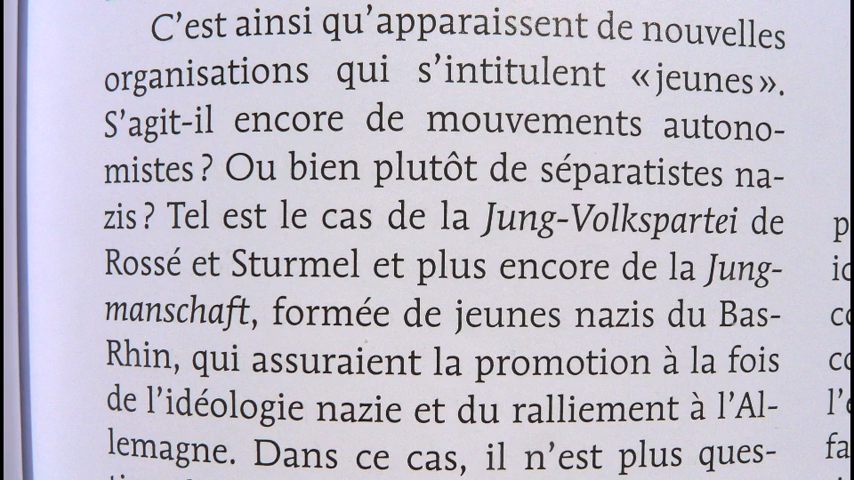 C’est ainsi qu’apparaissent de nouvelles
organisations qui s’intitulent «jeunes».
S’agit-il encore de mouvements autono-
mistes ? Ou bien plutôt de séparatistes na-
zis ? Tel est le cas de la Jung-Volkspartei de
Rossé et Sturmel et plus encore de la Jung-
manschaft, formée de jeunes nazis du Bas-
Rhin, qui assuraient la promotion à la fois
de l’idéologie nazie et du ralliement à l’Al-
lemagne. Dans ce cas, il n’est plus ques-